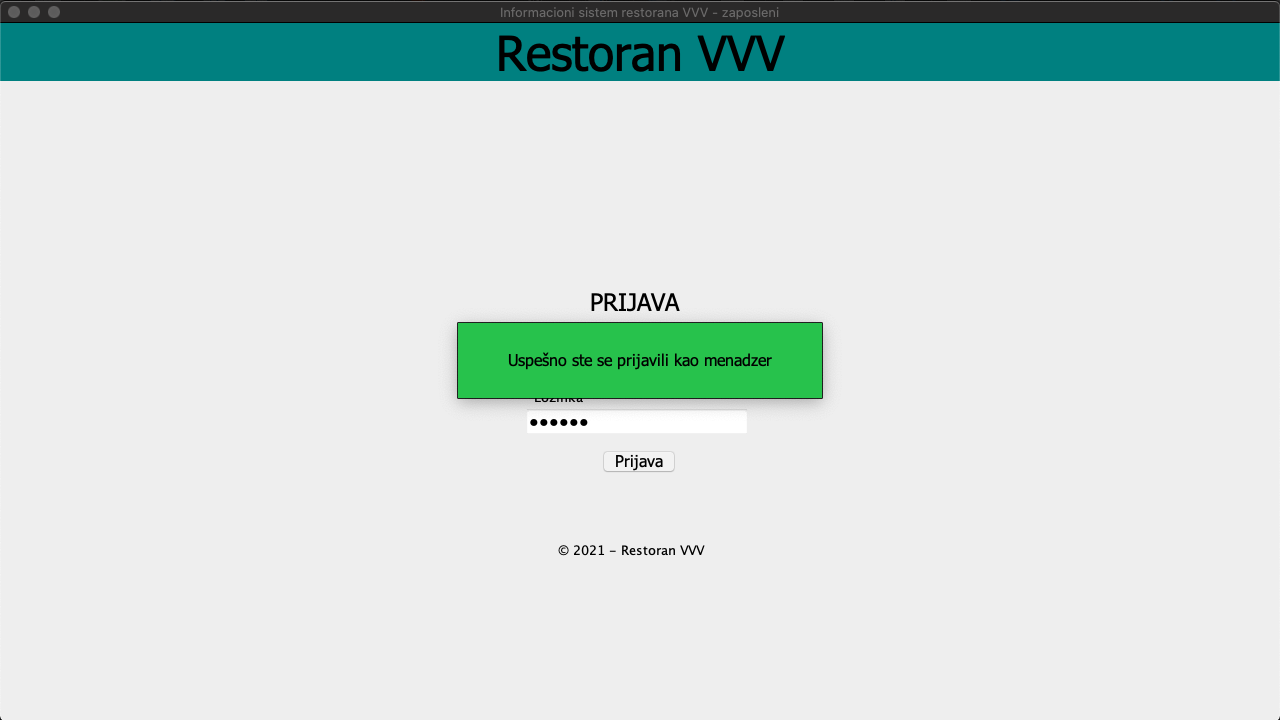 Informacioni sistem restorana VVV - zaposleni
Restoran VVV
PRIJAVA
Uspešno ste se prijavili kao menadzer
Lozinka
●●●●●●
Prijava
© 2021 - Restoran VVV